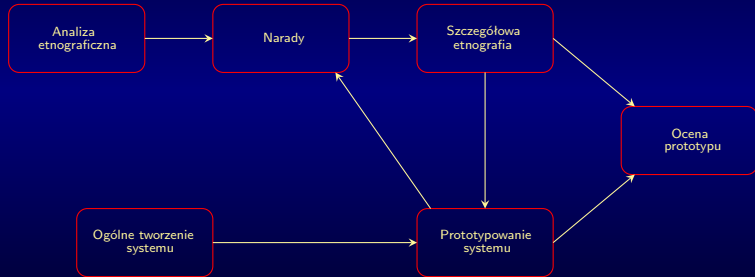 Analiza
etnograficzna
Narady
Szczegółowa
etnografia
Ocena
prototypu
Ogólne tworzenie
systemu
Prototypowanie
systemu